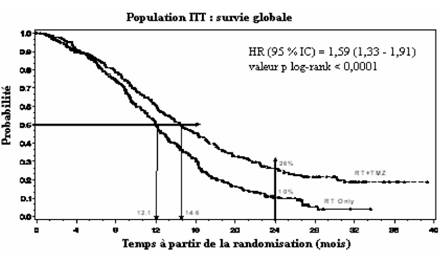 Population ITT : survie globale
HR (95 % IC) = 1,59 (1,33 - 1,91)
valeur p log-rank < 0,0001
Probabilité
1.0
0.9
0.8
0.7
0.6
0.5
0.4
0.3
0.2
0.1
0.0
26%
RT+TMZ
10%
RT Only
12.1
14.6
0 4 8 12 16 20 24 28 32 36 40
Temps à partir de la randomisation (mois)